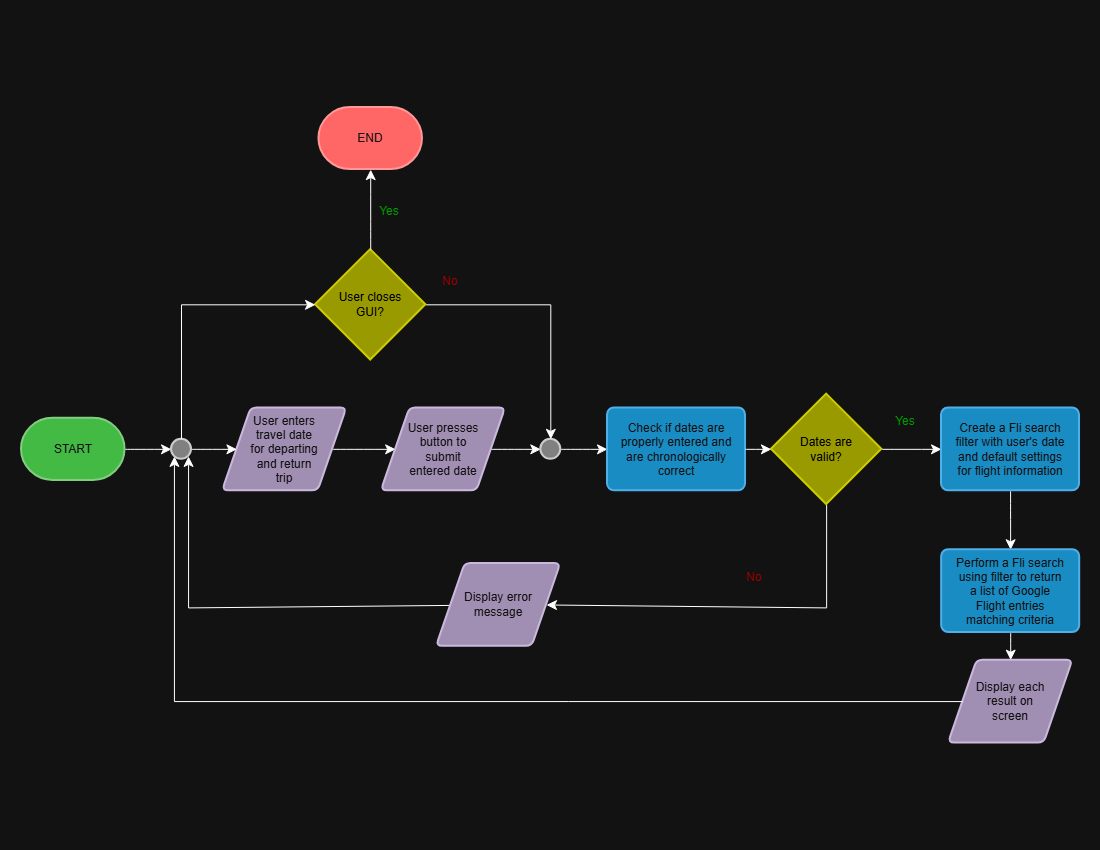 END
Yes
No
User closes
GUI?
START
User enters
travel date
for departing
and return
trip
User presses
button to
submit
entered date
Check if dates are
properly entered and
are chronologically
correct
Dates are
valid?
Yes
Create a Fli search
filter with user's date
and default settings
for flight information
No
Display error
message
Perform a Fli search
using filter to return
a list of Google
Flight entries
matching criteria
Display each
result on
screen